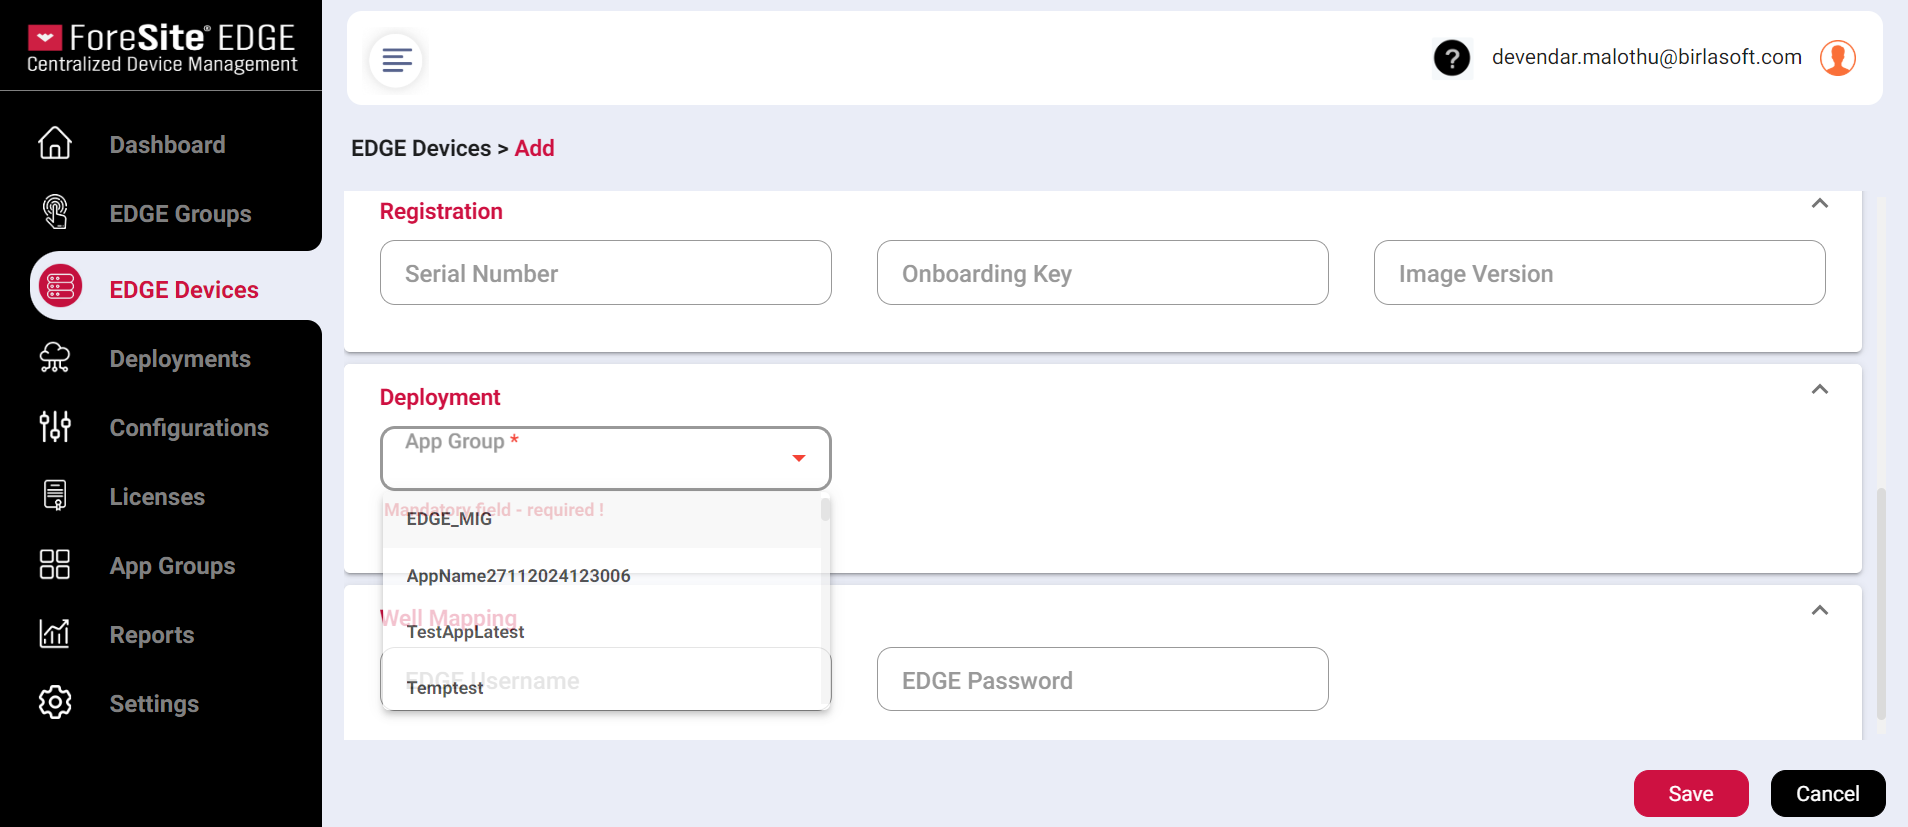 ForeSite® EDGE
Centralized Device Management
?
devendar.malothu@birlasoft.com
Dashboard
EDGE Groups
EDGE Devices
Deployments
Configurations
Licenses
App Groups
Reports
Settings
EDGE Devices > Add
Registration
Serial Number
Onboarding Key
Image Version
Deployment
App Group *
Mandatory field - required !
EDGE_MIG
AppName27112024123006
Well Mapping
TestAppLatest
EDGE Username
Temptest
EDGE Password
Save
Cancel